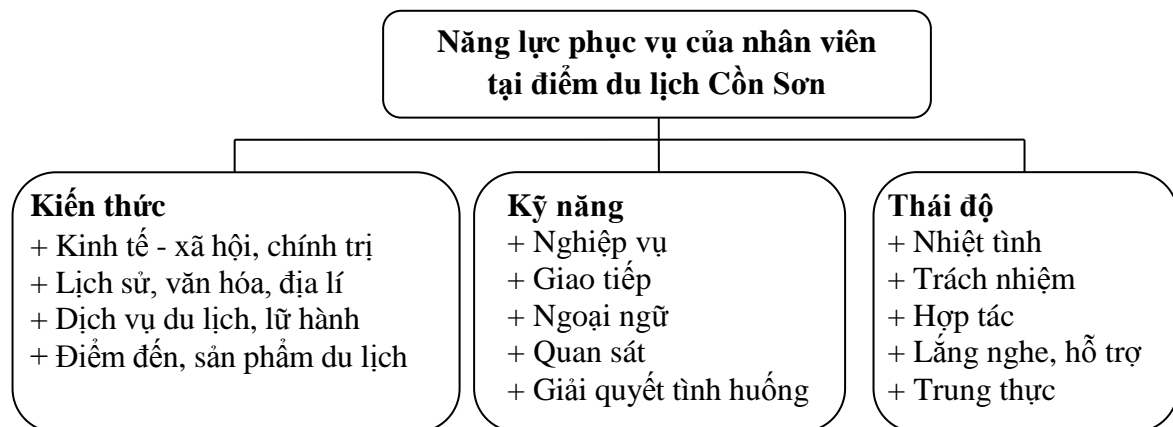 Năng lực phục vụ của nhân viên
tại điểm du lịch Cồn Sơn
Kiến thức
+ Kinh tế - xã hội, chính trị
+ Lịch sử, văn hóa, địa lí
+ Dịch vụ du lịch, lữ hành
+ Điểm đến, sản phẩm du lịch
Kỹ năng
+ Nghiệp vụ
+ Giao tiếp
+ Ngoại ngữ
+ Quan sát
+ Giải quyết tình huống
Thái độ
+ Nhiệt tình
+ Trách nhiệm
+ Hợp tác
+ Lắng nghe, hỗ trợ
+ Trung thực